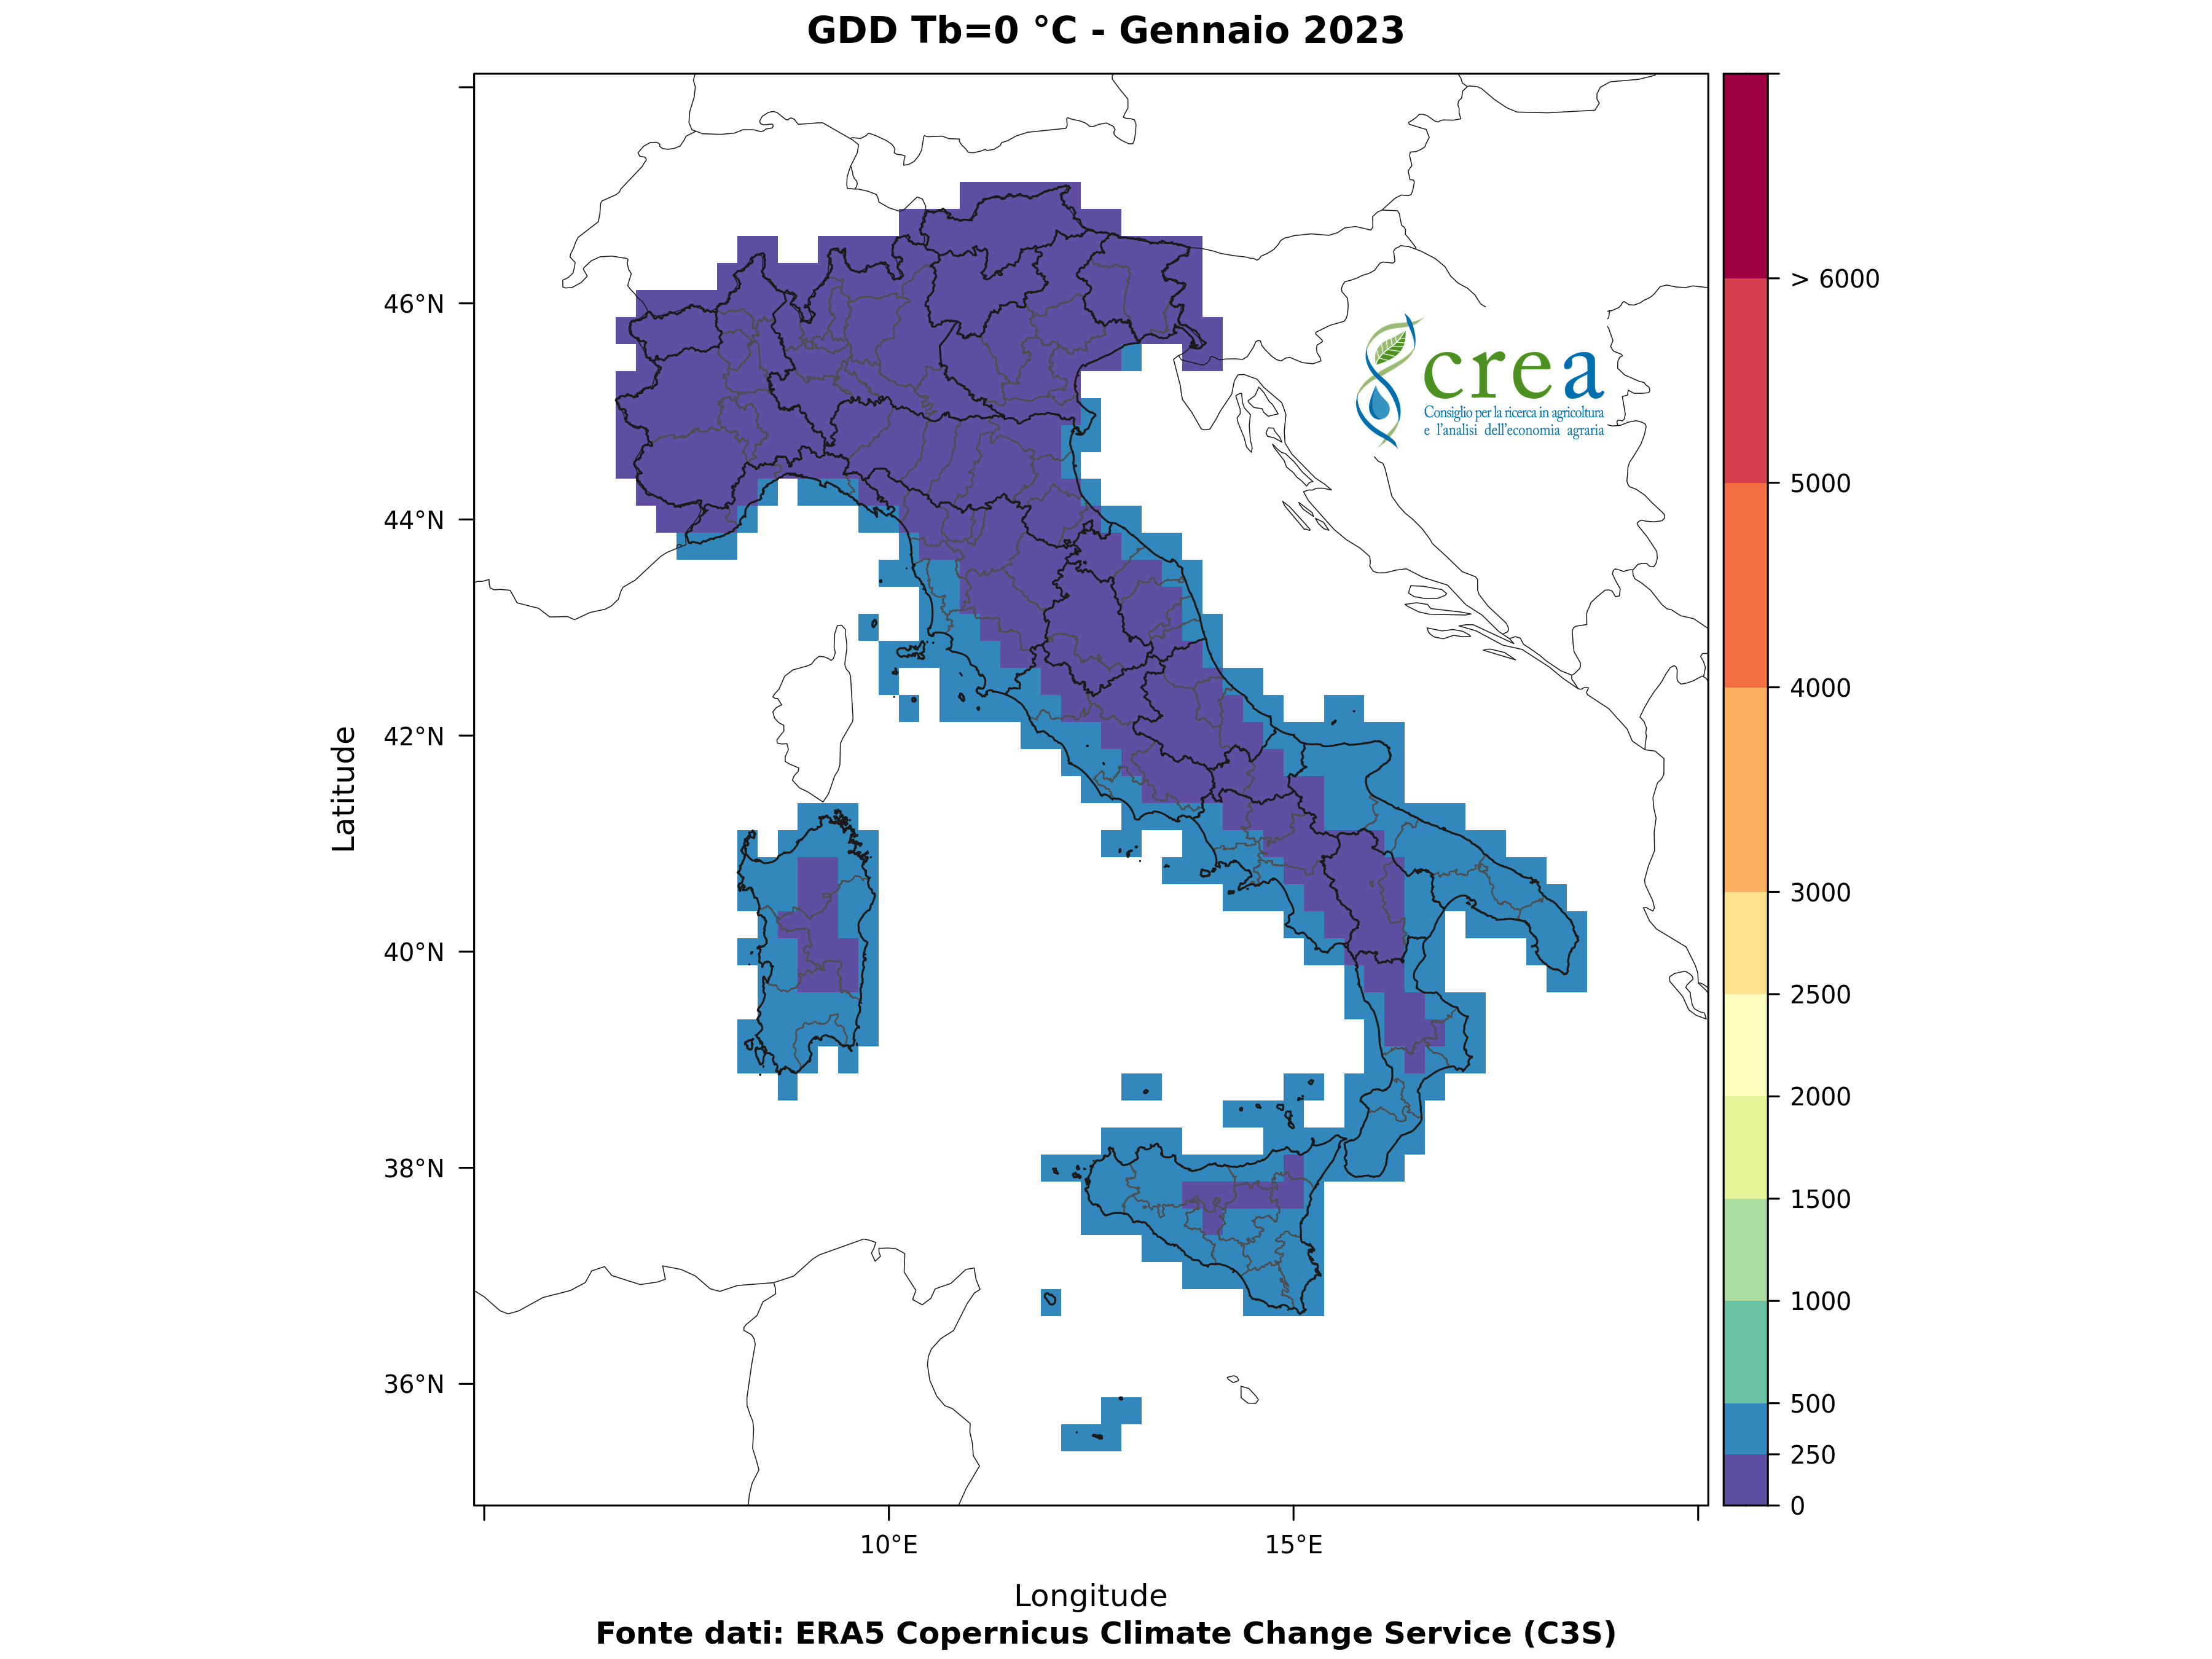 GDD Tb=0 °C - Gennaio 2023
> 6000
46°N
crea
Consiglio per la ricerca in agricoltura
e l'analisi dell'economia agraria
5000
44°N
4000
42°N
Latitude
3000
40°N
2500
2000
38°N
1500
1000
36°N
500
250
0
10°E
15°E
Longitude
Fonte dati: ERA5 Copernicus Climate Change Service (C3S)